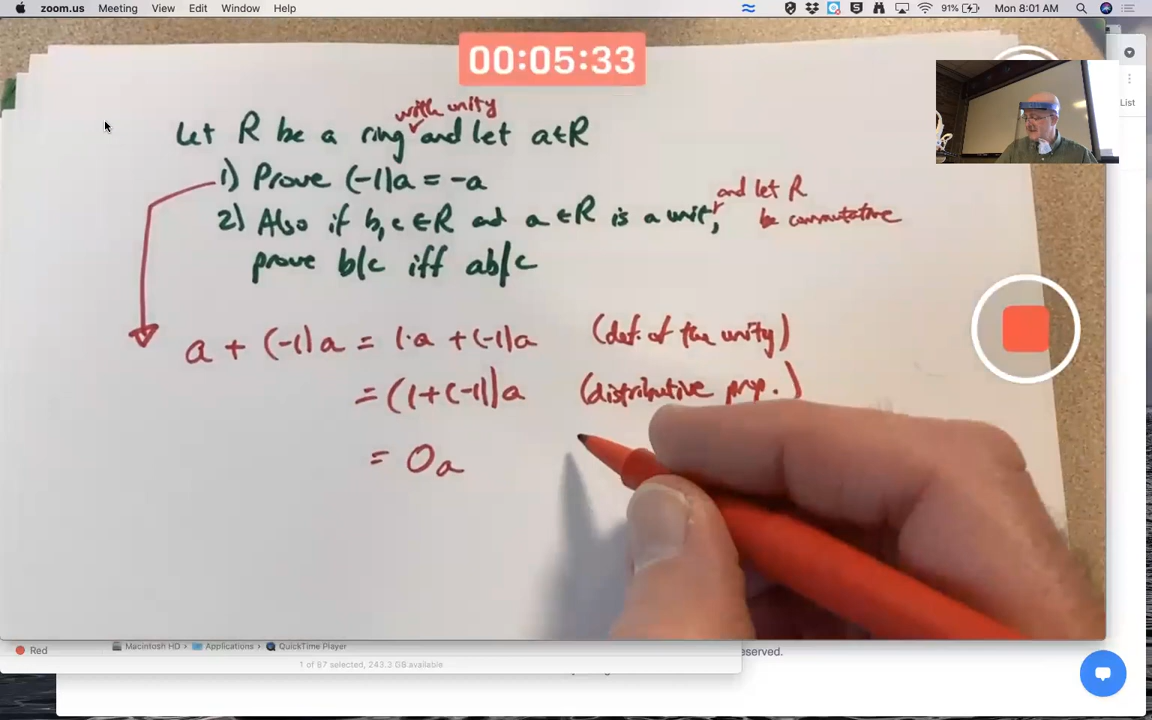 zoom.us Meeting View Edit Window Help 91% Mon 8:01 AM
00:05:33
List
with unity
Let R be a ring and let a∈R
1) Prove (-1)a = -a
and let R
2) Also if b,c ∈R and a ∈R is a unit,
be commutative
prove b|c iff ab|c
a + (-1)a = 1·a + (-1)a (def. of the unity)
= (1+(-1))a (distributive prop.)
= 0a
Red Macintosh HD › Applications › QuickTime Player
1 of 87 selected, 243.3 GB available
eserved.